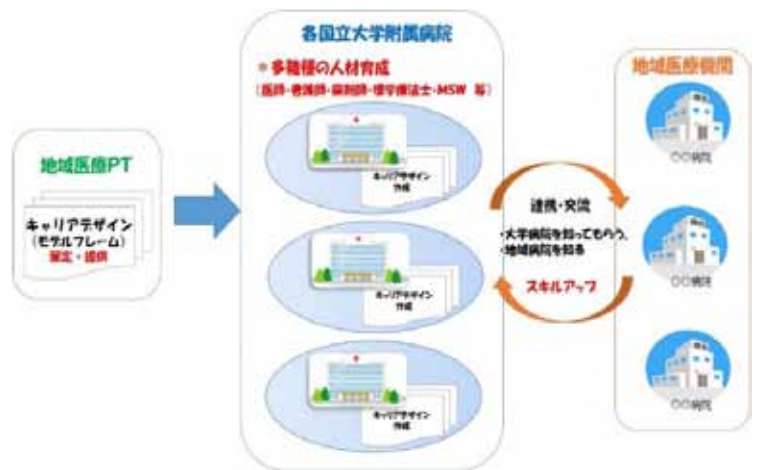 地域医療PT
キャリアデザイン
(モデルフレーム)
策定・提供
各国立大学附属病院
*多職種の人材育成
(医師・看護師・薬剤師・理学療法士・MSW 等)
キャリアデザイン
作成
キャリアデザイン
作成
キャリアデザイン
作成
連携・交流
・大学病院を知ってもらう、
・地域病院を知る
スキルアップ
地域医療機関
〇〇病院
〇〇病院
〇〇病院